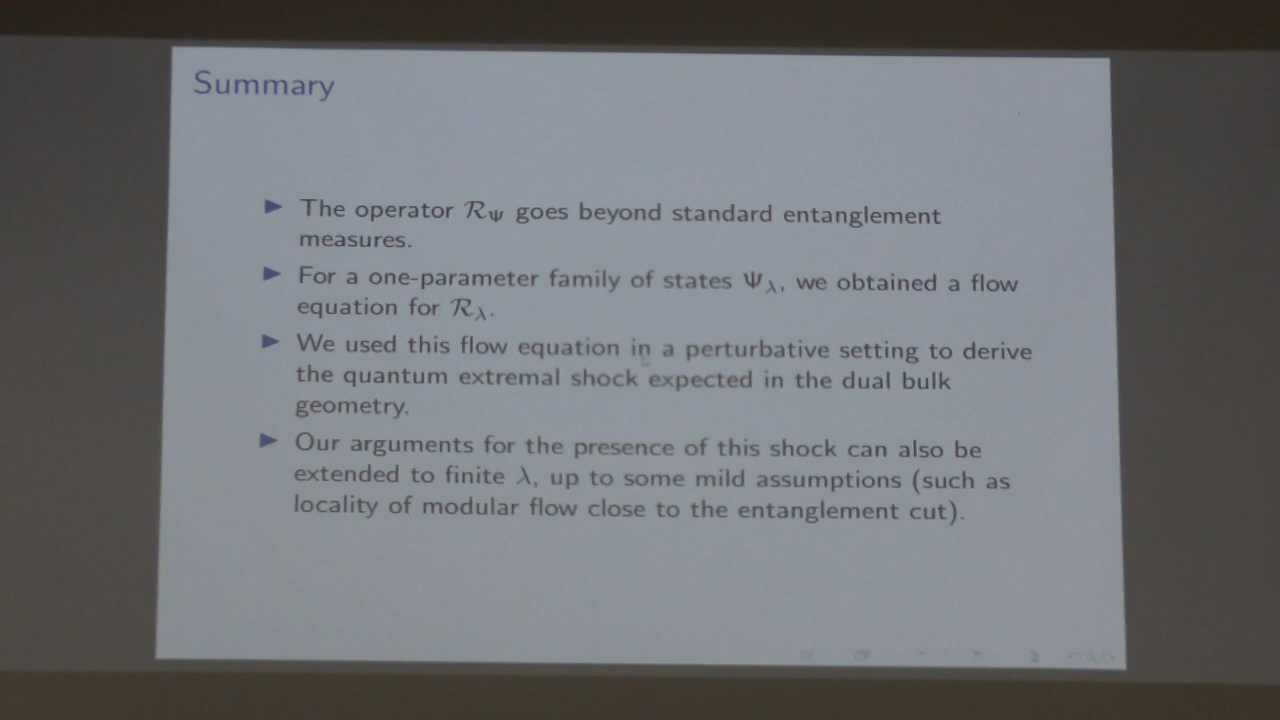 Summary
▶ The operator ℛ_Ψ goes beyond standard entanglement
measures.
▶ For a one-parameter family of states Ψ_λ, we obtained a flow
equation for ℛ_λ.
▶ We used this flow equation in a perturbative setting to derive
the quantum extremal shock expected in the dual bulk
geometry.
▶ Our arguments for the presence of this shock can also be
extended to finite λ, up to some mild assumptions (such as
locality of modular flow close to the entanglement cut).